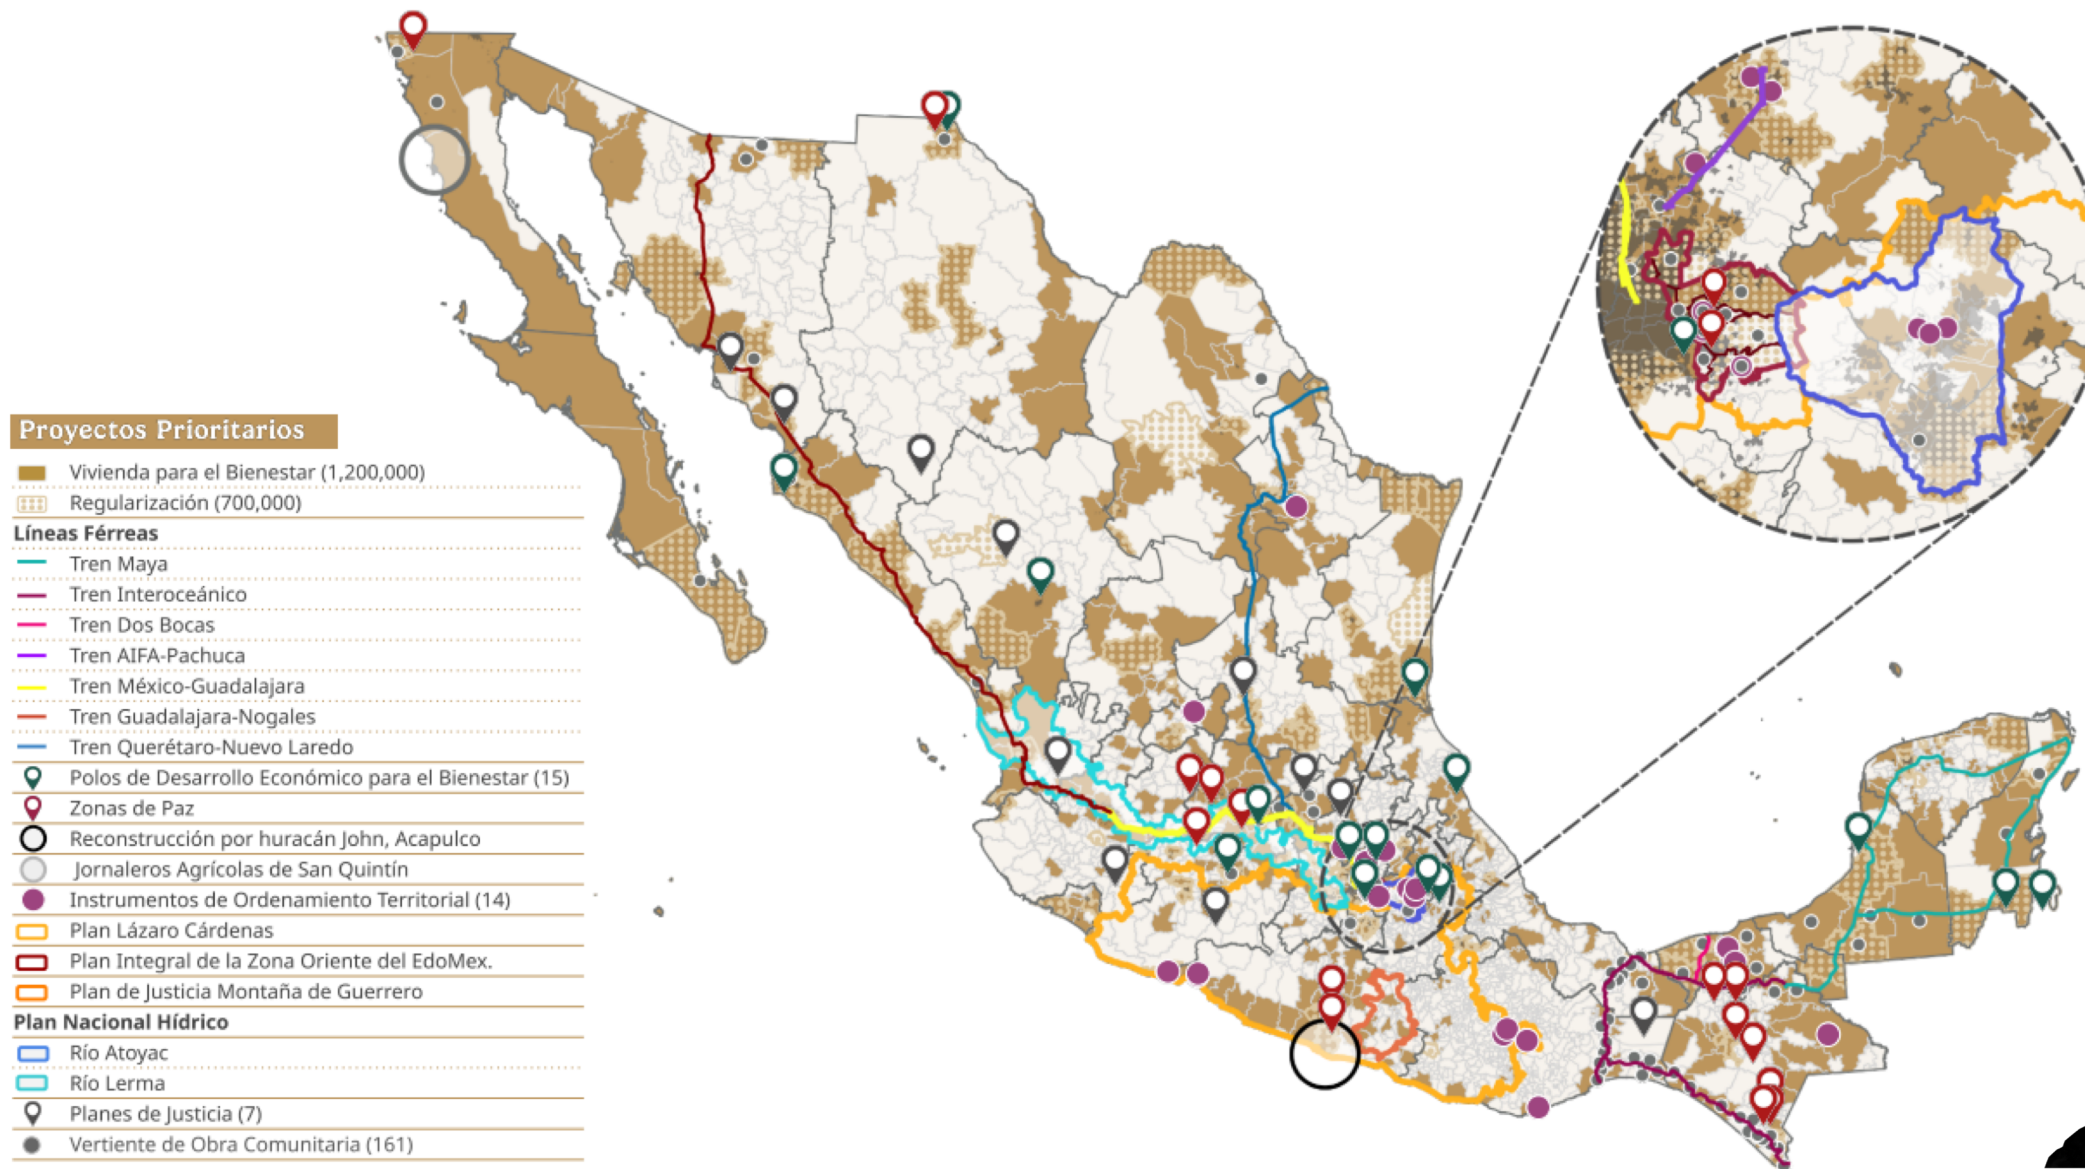 Proyectos Prioritarios
Vivienda para el Bienestar (1,200,000)
Regularización (700,000)
Líneas Férreas
Tren Maya
Tren Interoceánico
Tren Dos Bocas
Tren AIFA-Pachuca
Tren México-Guadalajara
Tren Guadalajara-Nogales
Tren Querétaro-Nuevo Laredo
Polos de Desarrollo Económico para el Bienestar (15)
Zonas de Paz
Reconstrucción por huracán John, Acapulco
Jornaleros Agrícolas de San Quintín
Instrumentos de Ordenamiento Territorial (14)
Plan Lázaro Cárdenas
Plan Integral de la Zona Oriente del EdoMex.
Plan de Justicia Montaña de Guerrero
Plan Nacional Hídrico
Río Atoyac
Río Lerma
Planes de Justicia (7)
Vertiente de Obra Comunitaria (161)